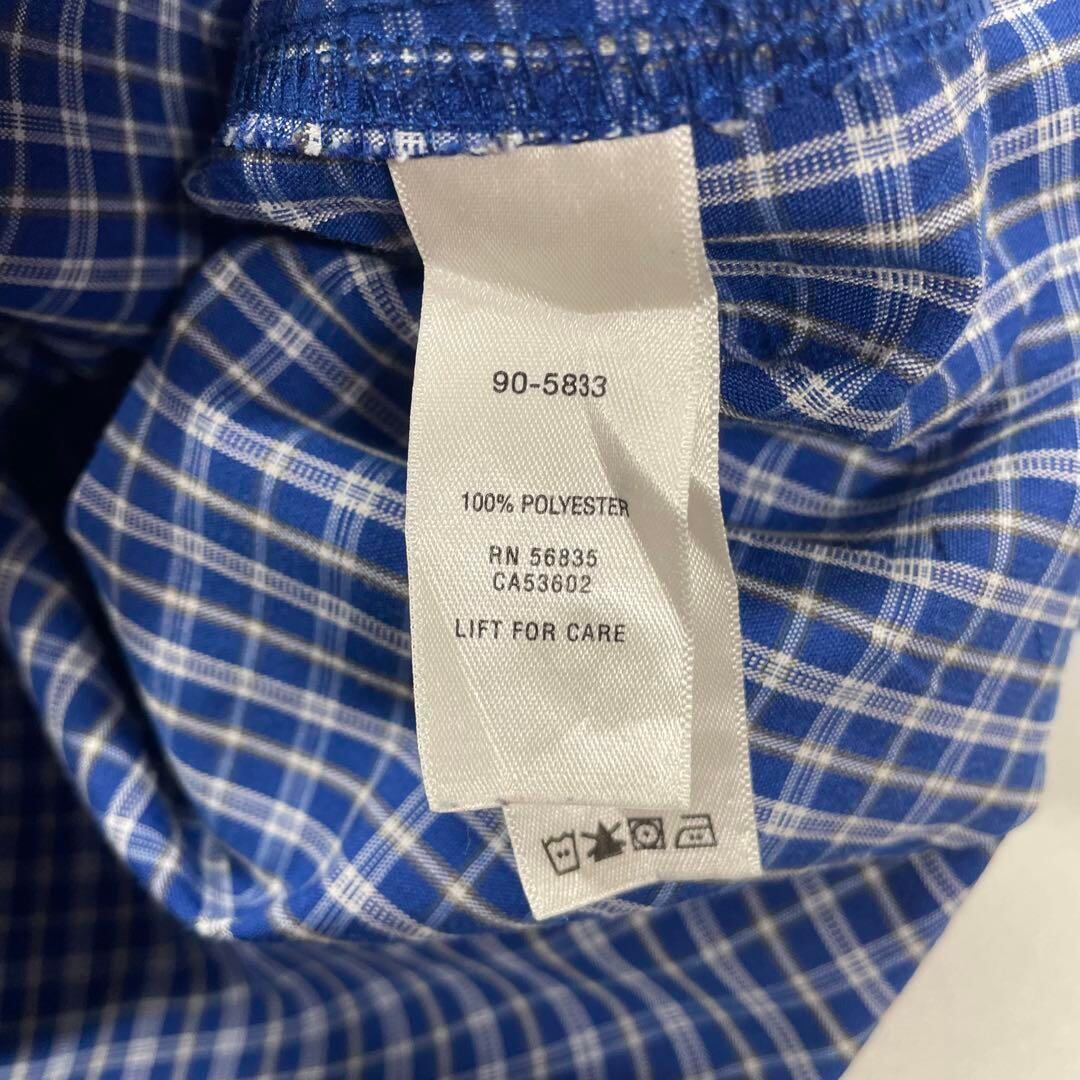 90-5833
100% POLYESTER
RN 56835
CA53602
LIFT FOR CARE